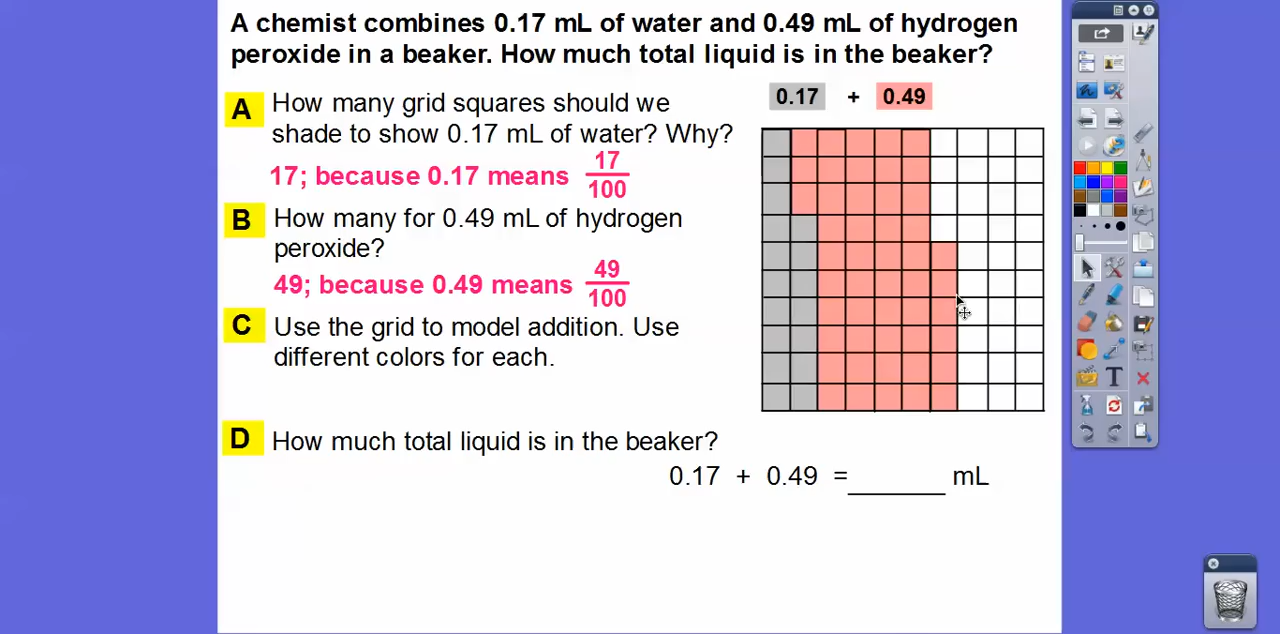 A chemist combines 0.17 mL of water and 0.49 mL of hydrogen
peroxide in a beaker. How much total liquid is in the beaker?
0.17 + 0.49
A How many grid squares should we
shade to show 0.17 mL of water? Why?
17; because 0.17 means 17/100
B How many for 0.49 mL of hydrogen
peroxide?
49; because 0.49 means 49/100
C Use the grid to model addition. Use
different colors for each.
D How much total liquid is in the beaker?
0.17 + 0.49 =_______ mL
T